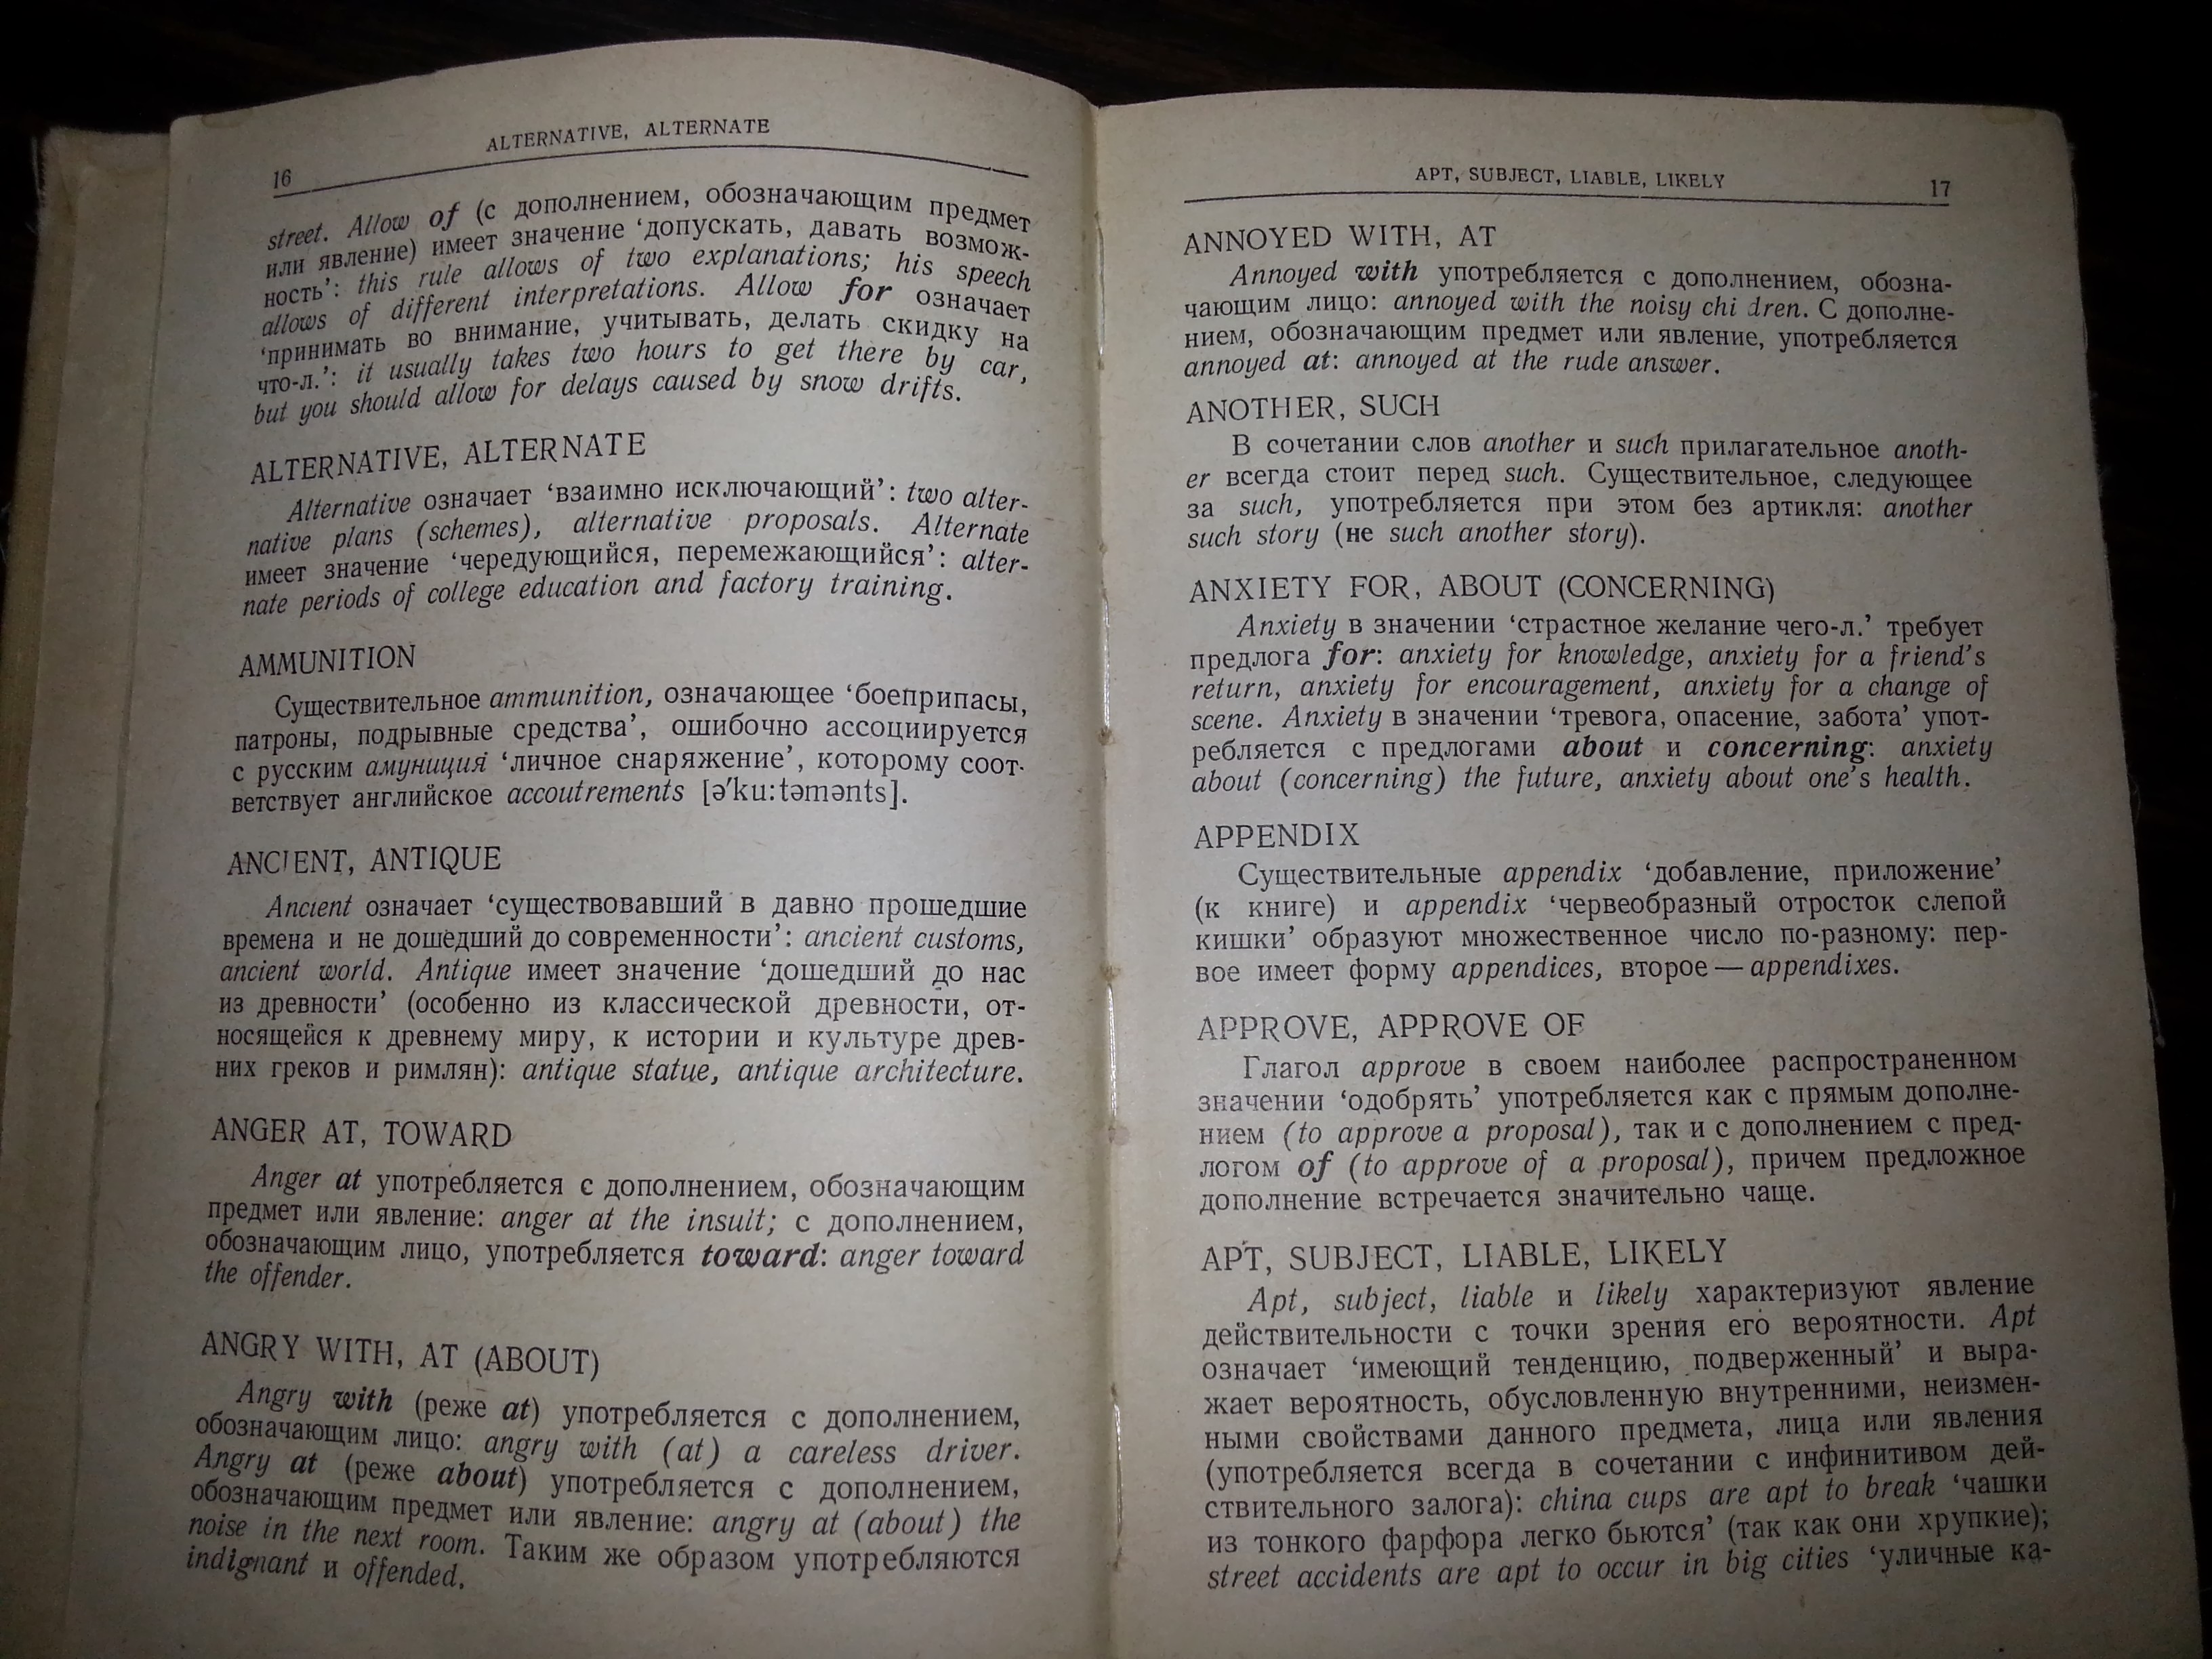 ALTERNATIVE, ALTERNATE
16
street. Allow of (с дополнением, обозначающим предмет
или явление) имеет значение ‘допускать, давать возмож-
ность’: this rule allows of two explanations; his speech
allows of different interpretations. Allow for означает
‘принимать во внимание, учитывать, делать скидку на
что-л.’: it usually takes two hours to get there by car,
but you should allow for delays caused by snow drifts.
ALTERNATIVE, ALTERNATE
Alternative означает ‘взаимно исключающий’: two alter-
native plans (schemes), alternative proposals. Alternate
имеет значение ‘чередующийся, перемежающийся’: alter-
nate periods of college education and factory training.
AMMUNITION
Существительное ammunition, означающее ‘боеприпасы,
патроны, подрывные средства’, ошибочно ассоциируется
с русским амуниция ‘личное снаряжение’, которому соот-
ветствует английское accoutrements [ə′ku:təmənts].
ANCIENT, ANTIQUE
Ancient означает ‘существовавший в давно прошедшие
времена и не дошедший до современности’: ancient customs,
ancient world. Antique имеет значение ‘дошедший до нас
из древности’ (особенно из классической древности, от-
носящейся к древнему миру, к истории и культуре древ-
них греков и римлян): antique statue, antique architecture.
ANGER AT, TOWARD
Anger at употребляется с дополнением, обозначающим
предмет или явление: anger at the insult; с дополнением,
обозначающим лицо, употребляется toward: anger toward
the offender.
ANGRY WITH, AT (ABOUT)
Angry with (реже at) употребляется с дополнением,
обозначающим лицо: angry with (at) a careless driver.
Angry at (реже about) употребляется с дополнением,
обозначающим предмет или явление: angry at (about) the
noise in the next room. Таким же образом употребляются
indignant и offended.
APT, SUBJECT, LIABLE, LIKELY
17
ANNOYED WITH, AT
Annoyed with употребляется с дополнением, обозна-
чающим лицо: annoyed with the noisy chi dren. С дополне-
нием, обозначающим предмет или явление, употребляется
annoyed at: annoyed at the rude answer.
ANOTHER, SUCH
В сочетании слов another и such прилагательное anoth-
er всегда стоит перед such. Существительное, следующее
за such, употребляется при этом без артикля: another
such story (не such another story).
ANXIETY FOR, ABOUT (CONCERNING)
Anxiety в значении ‘страстное желание чего-л.’ требует
предлога for: anxiety for knowledge, anxiety for a friend’s
return, anxiety for encouragement, anxiety for a change of
scene. Anxiety в значении ‘тревога, опасение, забота’ упот-
ребляется с предлогами about и concerning: anxiety
about (concerning) the future, anxiety about one’s health.
APPENDIX
Существительные appendix ‘добавление, приложение’
(к книге) и appendix ‘червеобразный отросток слепой
кишки’ образуют множественное число по-разному: пер-
вое имеет форму appendices, второе — appendixes.
APPROVE, APPROVE OF
Глагол approve в своем наиболее распространенном
значении ‘одобрять’ употребляется как с прямым дополне-
нием (to approve a proposal), так и с дополнением с пред-
логом of (to approve of a proposal), причем предложное
дополнение встречается значительно чаще.
APT, SUBJECT, LIABLE, LIKELY
Apt, subject, liable и likely характеризуют явление
действительности с точки зрения его вероятности. Apt
означает ‘имеющий тенденцию, подверженный’ и выра-
жает вероятность, обусловленную внутренними, неизмен-
ными свойствами данного предмета, лица или явления
(употребляется всегда в сочетании с инфинитивом дей-
ствительного залога): china cups are apt to break ‘чашки
из тонкого фарфора легко бьются’ (так как они хрупкие);
street accidents are apt to occur in big cities ‘уличные ка-